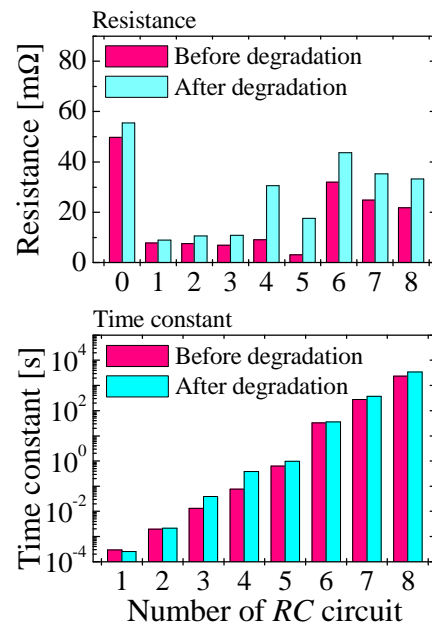 Resistance
Resistance [mΩ]
80
60
40
20
0
Before degradation
After degradation
0 1 2 3 4 5 6 7 8
Time constant
Time constant [s]
10^4
10^2
10^0
10^-2
10^-4
Before degradation
After degradation
1 2 3 4 5 6 7 8
Number of RC circuit